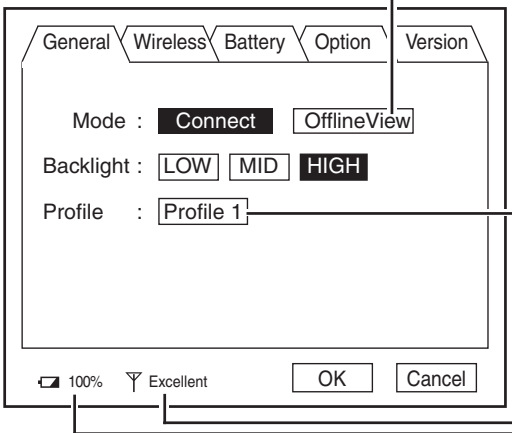 General Wireless Battery Option Version
Mode : Connect OfflineView
Backlight : LOW MID HIGH
Profile : Profile 1
100% Excellent OK Cancel